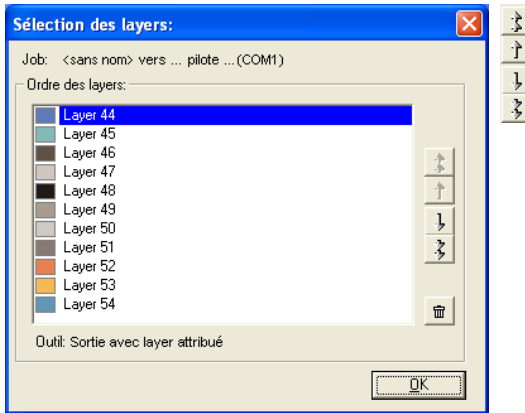 Sélection des layers:
Job: <sans nom> vers ... pilote ...(COM1)
Ordre des layers:
Layer 44
Layer 45
Layer 46
Layer 47
Layer 48
Layer 49
Layer 50
Layer 51
Layer 52
Layer 53
Layer 54
Outil: Sortie avec layer attribué
OK